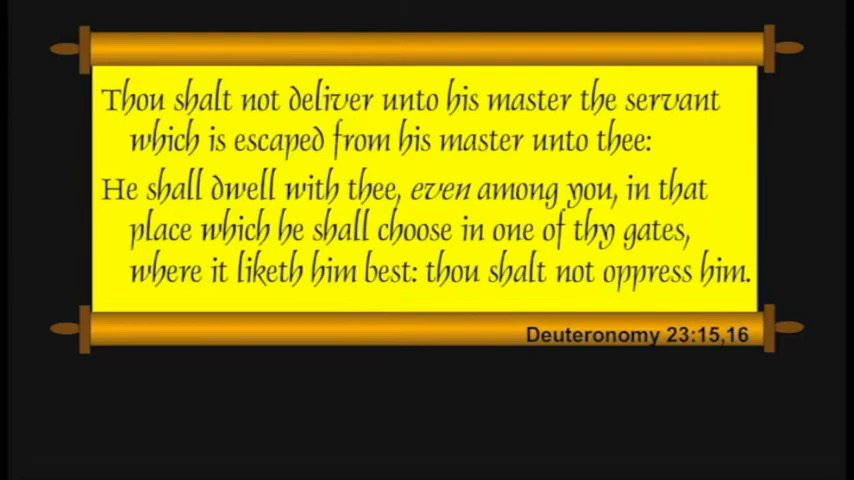 Thou shalt not deliver unto his master the servant
which is escaped from his master unto thee:
He shall dwell with thee, even among you, in that
place which he shall choose in one of thy gates,
where it liketh him best: thou shalt not oppress him.
Deuteronomy 23:15,16